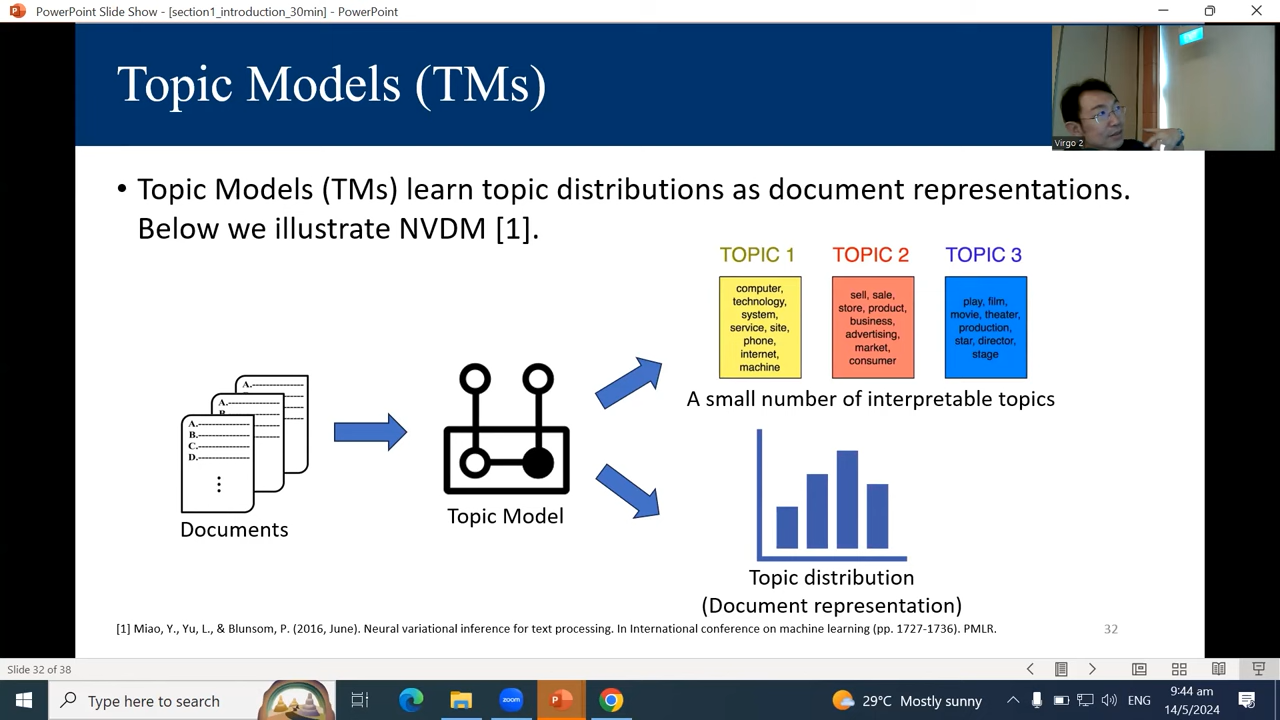 PowerPoint Slide Show - [section1_introduction_30min] - PowerPoint
Topic Models (TMs)
Virgo 2
• Topic Models (TMs) learn topic distributions as document representations.
Below we illustrate NVDM [1].
TOPIC 1
computer,
technology,
system,
service, site,
phone,
internet,
machine
TOPIC 2
sell, sale,
store, product,
business,
advertising,
market,
consumer
TOPIC 3
play, film,
movie, theater,
production,
star, director,
stage
A small number of interpretable topics
A.
A.
B.
A.
B.
C.
D.
Documents
Topic Model
Topic distribution
(Document representation)
[1] Miao, Y., Yu, L., & Blunsom, P. (2016, June). Neural variational inference for text processing. In International conference on machine learning (pp. 1727-1736). PMLR.
32
Slide 32 of 38
Type here to search
zoom
29°C Mostly sunny
ENG
9:44 am
14/5/2024